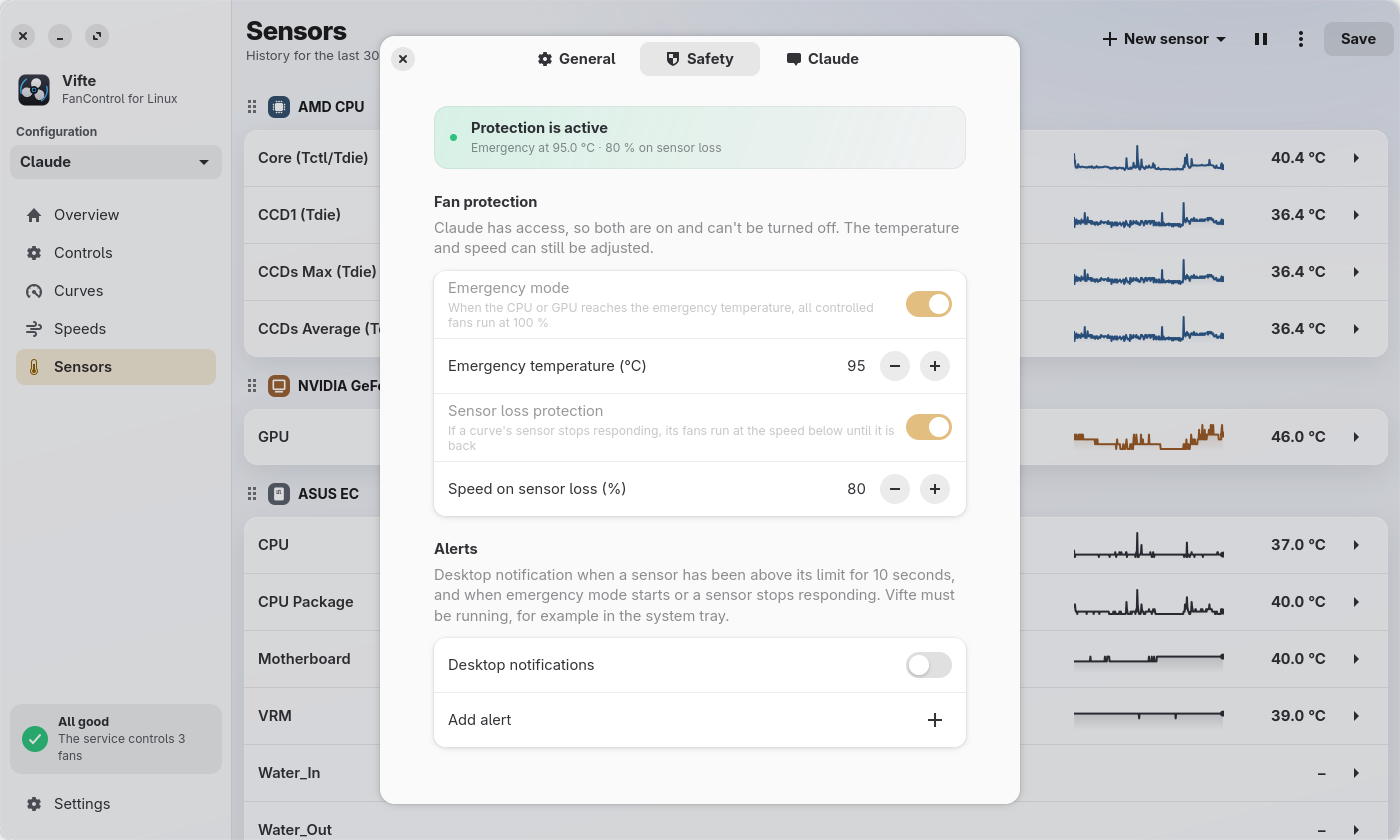 Vifte
FanControl for Linux
Configuration
Claude
Overview
Controls
Curves
Speeds
Sensors
All good
The service controls 3
fans
Settings
Sensors
History for the last 30
New sensor
Save
AMD CPU
Core (Tctl/Tdie)
40.4 °C
CCD1 (Tdie)
36.4 °C
CCDs Max (Tdie)
36.4 °C
CCDs Average (T
36.4 °C
NVIDIA GeF
GPU
46.0 °C
ASUS EC
CPU
37.0 °C
CPU Package
40.0 °C
Motherboard
40.0 °C
VRM
39.0 °C
Water_In
–
Water_Out
–
General
Safety
Claude
Protection is active
Emergency at 95.0 °C · 80 % on sensor loss
Fan protection
Claude has access, so both are on and can't be turned off. The temperature
and speed can still be adjusted.
Emergency mode
When the CPU or GPU reaches the emergency temperature, all controlled
fans run at 100 %
Emergency temperature (°C)
95
Sensor loss protection
If a curve's sensor stops responding, its fans run at the speed below until it is
back
Speed on sensor loss (%)
80
Alerts
Desktop notification when a sensor has been above its limit for 10 seconds,
and when emergency mode starts or a sensor stops responding. Vifte must
be running, for example in the system tray.
Desktop notifications
Add alert